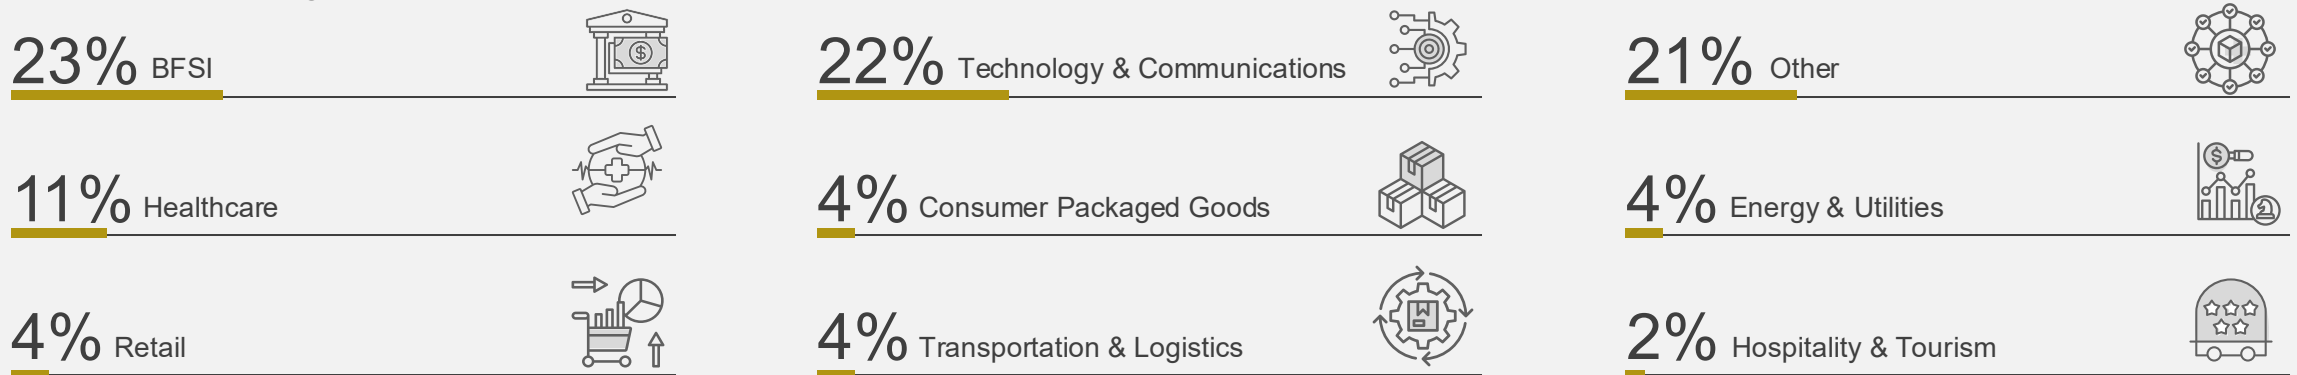 23% BFSI
22% Technology & Communications
21% Other
11% Healthcare
4% Consumer Packaged Goods
4% Energy & Utilities
4% Retail
4% Transportation & Logistics
2% Hospitality & Tourism